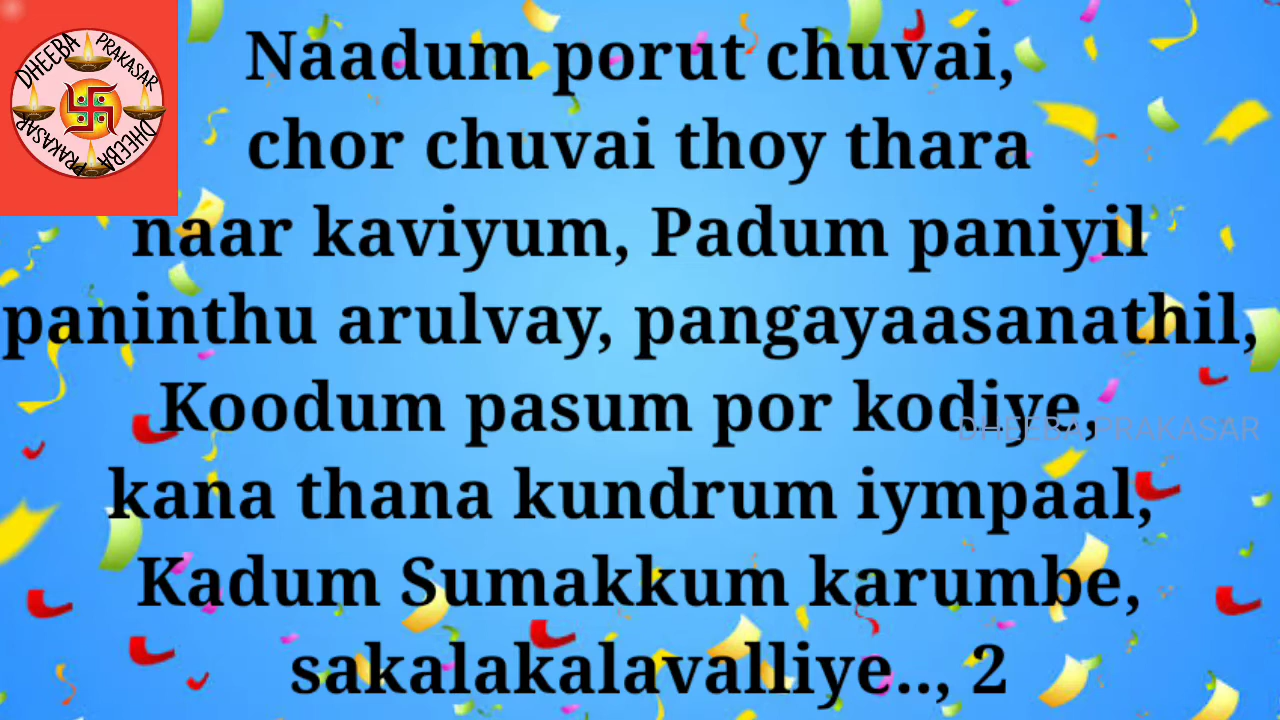 DHEEBA PRAKASAR
DHEEBA PRAKASAR
Naadum porut chuvai,
chor chuvai thoy thara
naar kaviyum, Padum paniyil
paninthu arulvay, pangayaasanathil,
Koodum pasum por kodiye,
DHEEBA PRAKASAR
kana thana kundrum iympaal,
Kadum Sumakkum karumbe,
sakalakalavalliye.., 2